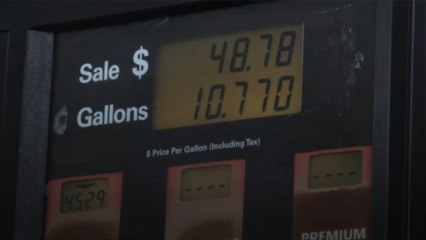 Sale $ 48.78
Gallons 10.770
$ Price Per Gallon (Including Tax)
4.529 ---- ----
PREMIUM